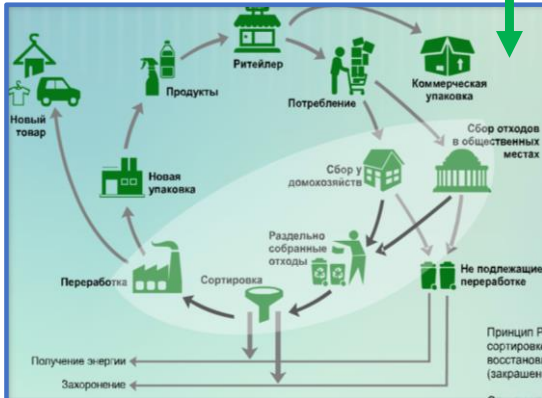 Ритейлер
Продукты
Потребление
Коммерческая
упаковка
Новый
товар
Новая
упаковка
Сбор отходов
в общественных
местах
Сбор у
домохозяйств
Раздельно
собранные
отходы
Переработка
Сортировка
Не подлежащие
переработке
Получение энергии
Захоронение
Принцип